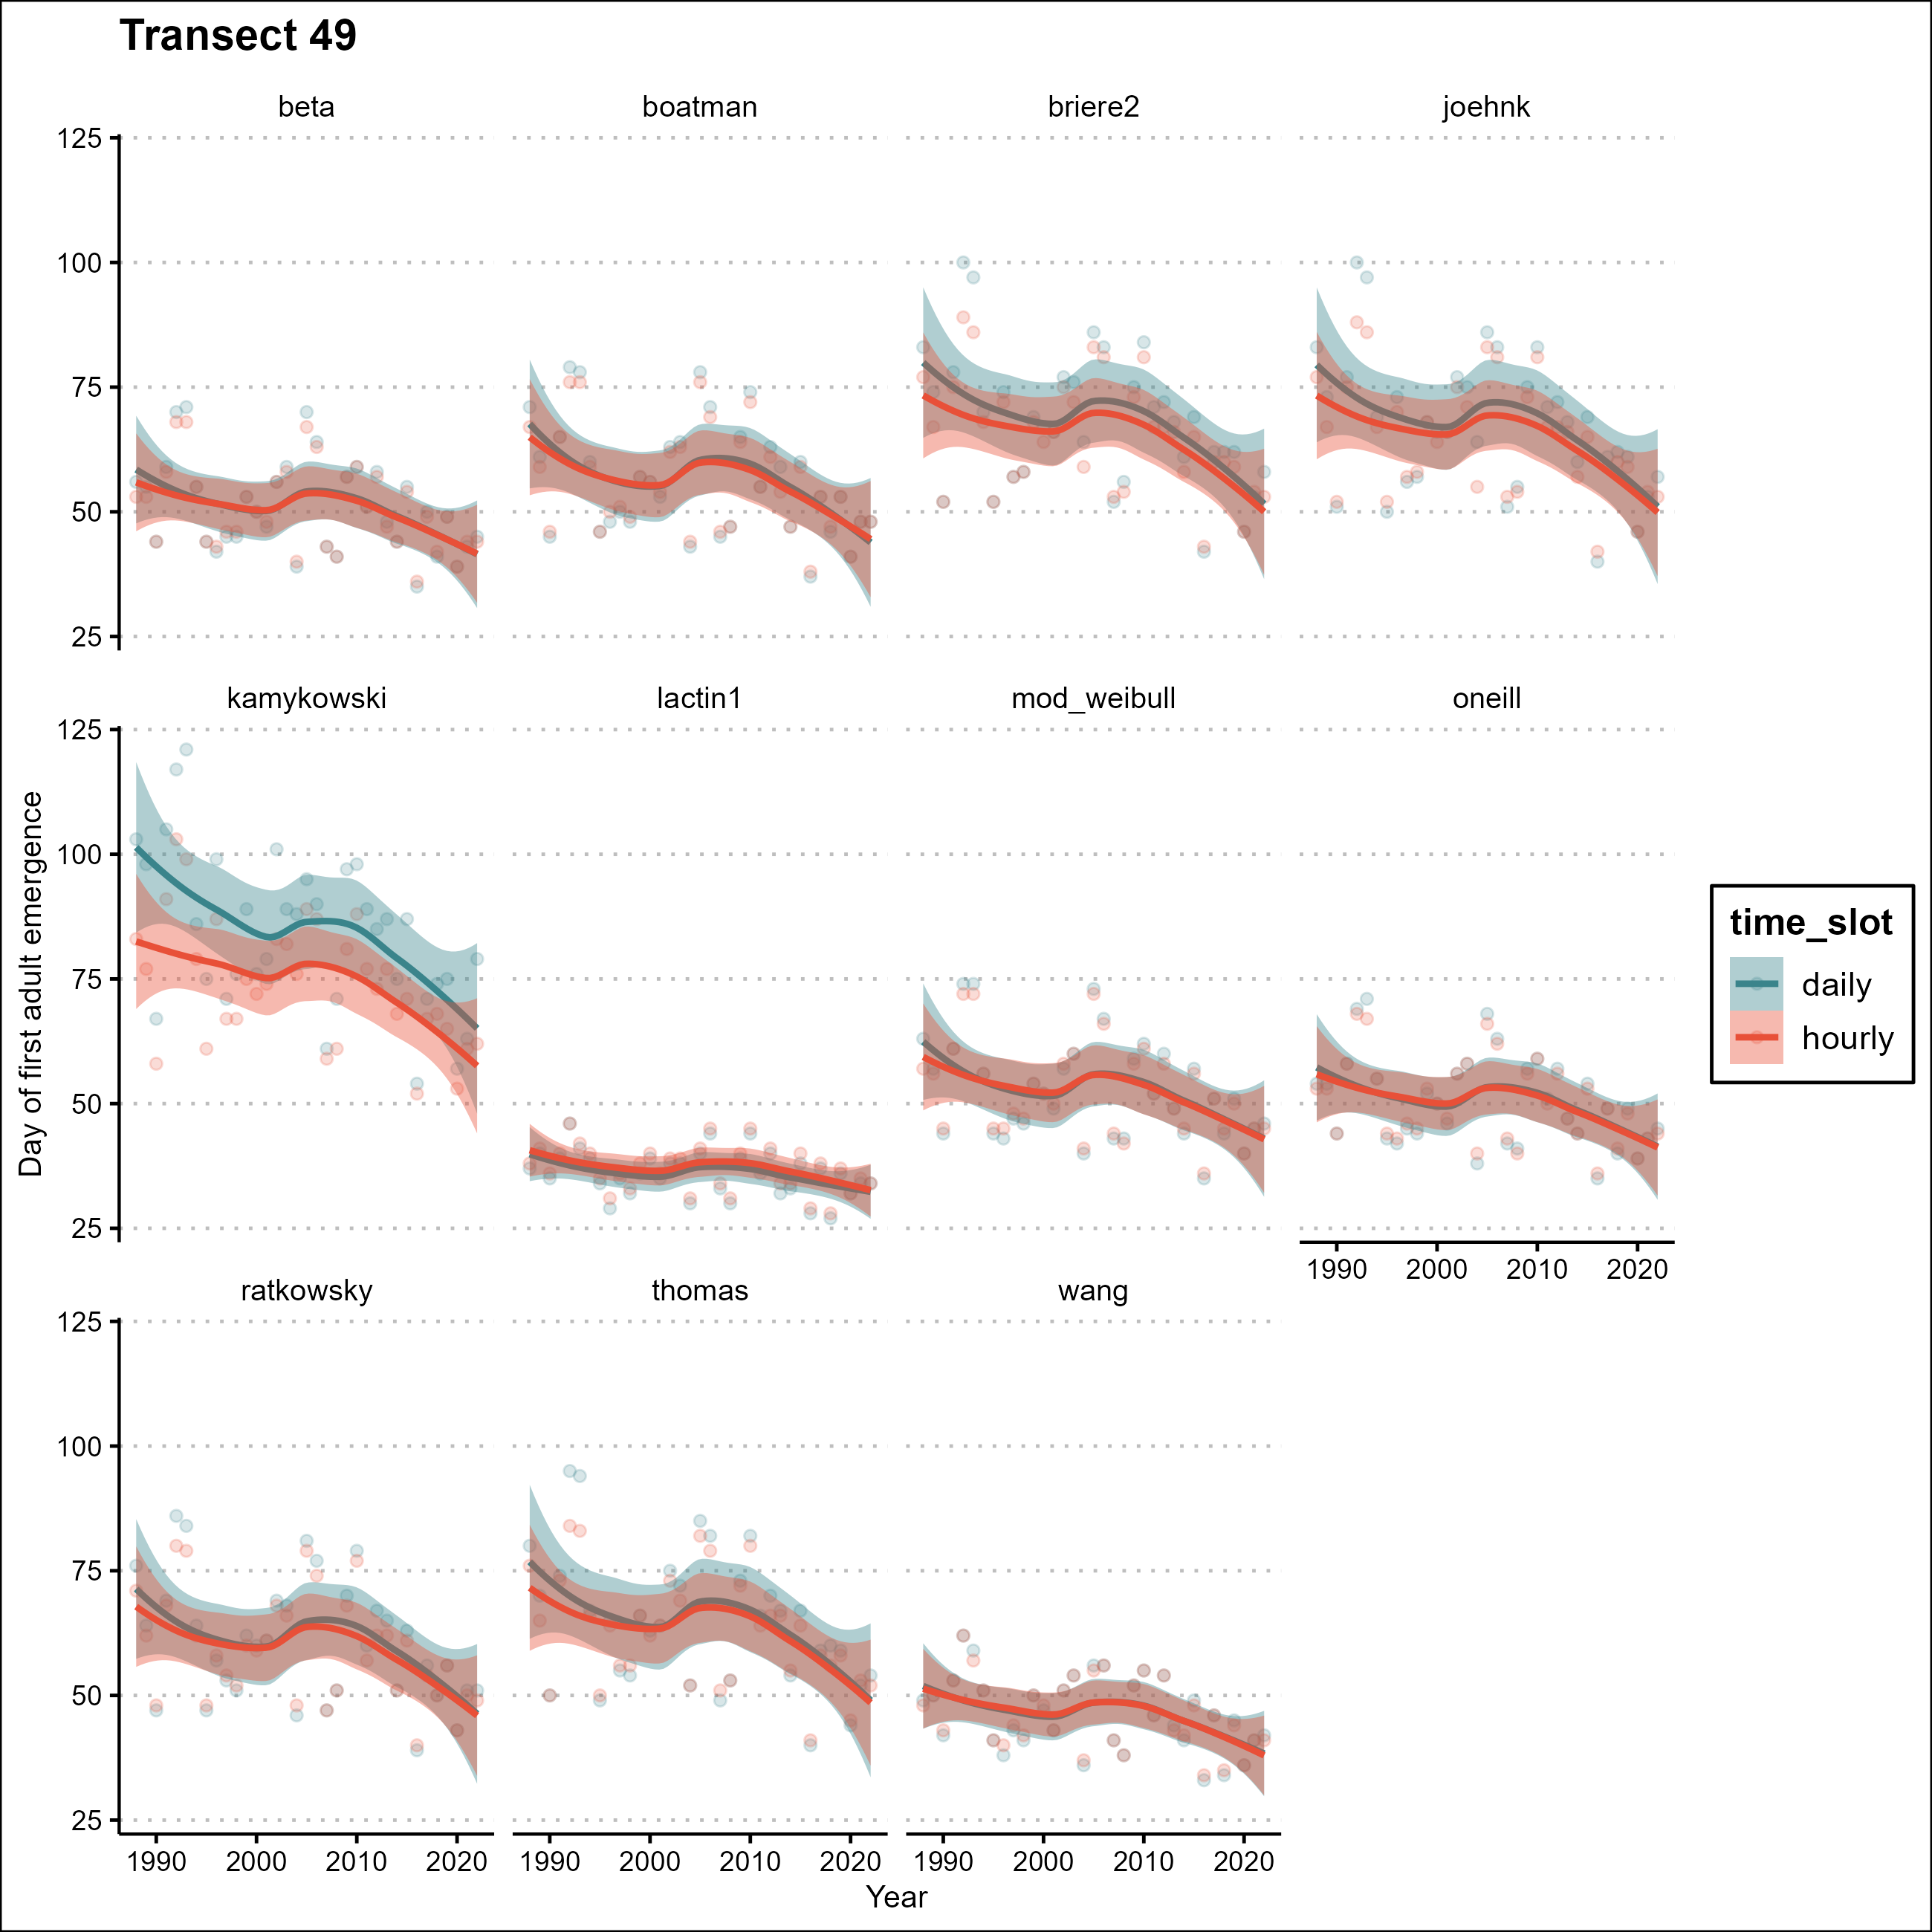 Transect 49
beta boatman briere2 joehnk
125
100
75
50
25
kamykowski lactin1 mod_weibull oneill
125
100
75
50
25
1990 2000 2010 2020
ratkowsky thomas wang
125
100
75
50
25
1990 2000 2010 2020 1990 2000 2010 2020 1990 2000 2010 2020
Year
Day of first adult emergence
time_slot
daily
hourly